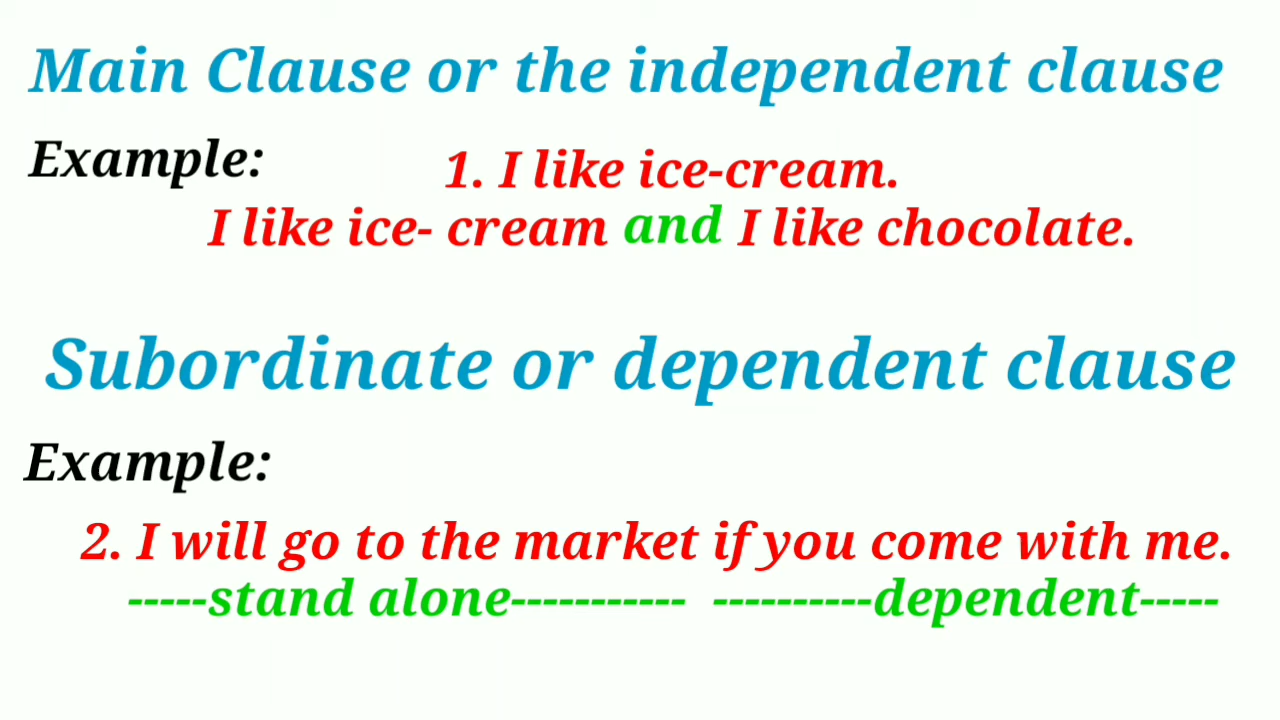 Main Clause or the independent clause
Example:
1. I like ice-cream.
I like ice- cream and I like chocolate.
Subordinate or dependent clause
Example:
2. I will go to the market if you come with me.
-----stand alone----------- ----------dependent-----